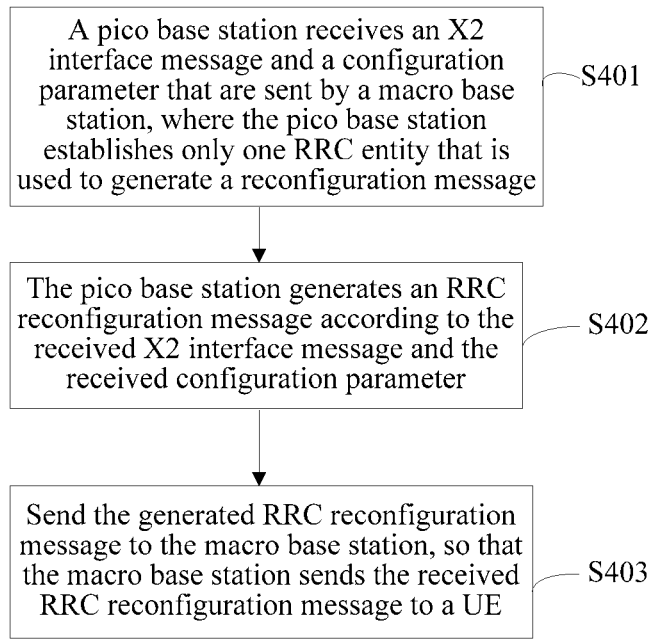 A pico base station receives an X2
interface message and a configuration
parameter that are sent by a macro base
station, where the pico base station
establishes only one RRC entity that is
used to generate a reconfiguration message
S401
The pico base station generates an RRC
reconfiguration message according to the
received X2 interface message and the
received configuration parameter
S402
Send the generated RRC reconfiguration
message to the macro base station, so that
the macro base station sends the received
RRC reconfiguration message to a UE
S403